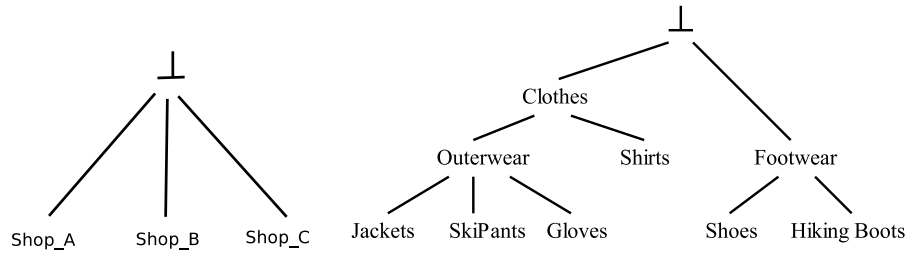 Clothes
Outerwear Shirts Footwear
Shop_A Shop_B Shop_C
Jackets SkiPants Gloves Shoes Hiking Boots